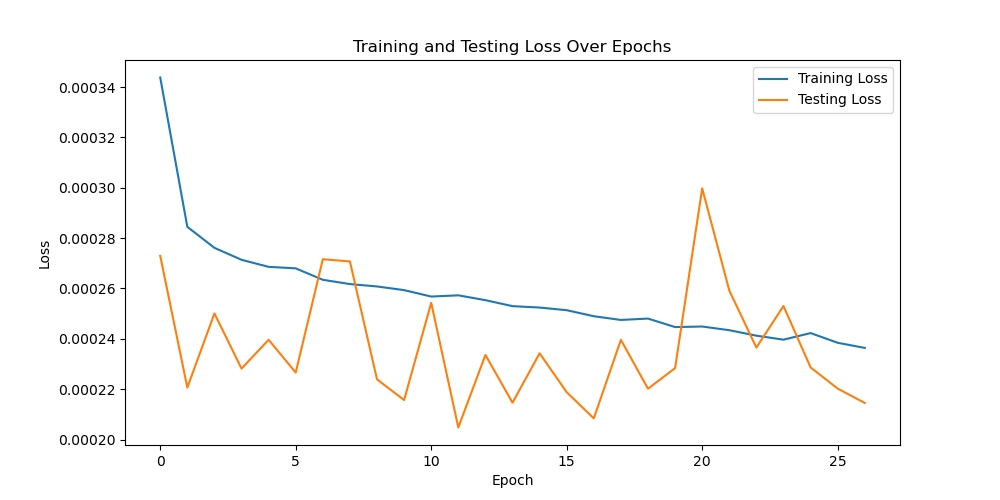 Training and Testing Loss Over Epochs
Training Loss
Testing Loss
0.00034
0.00032
0.00030
0.00028
0.00026
0.00024
0.00022
0.00020
Loss
0 5 10 15 20 25
Epoch